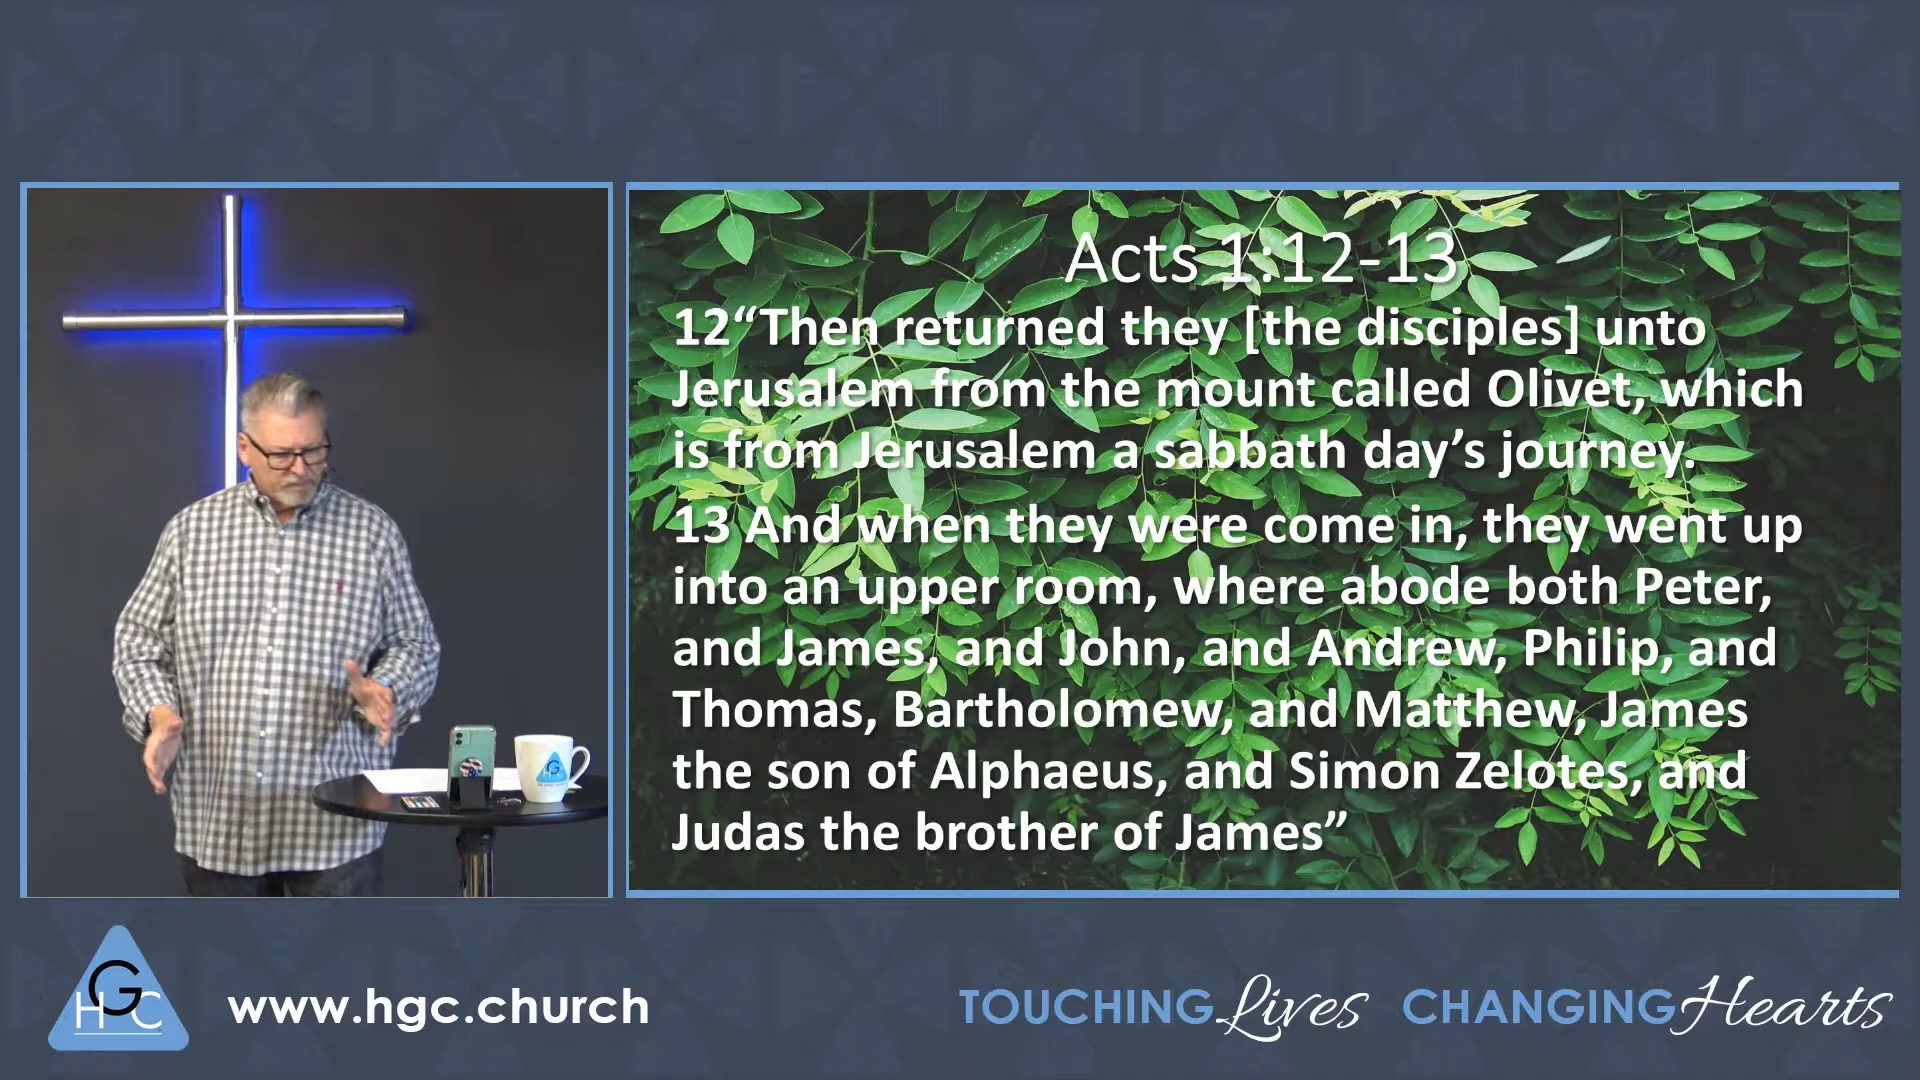 Acts 1:12-13
12“Then returned they [the disciples] unto
Jerusalem from the mount called Olivet, which
is from Jerusalem a sabbath day’s journey.
13 And when they were come in, they went up
into an upper room, where abode both Peter,
and James, and John, and Andrew, Philip, and
Thomas, Bartholomew, and Matthew, James
the son of Alphaeus, and Simon Zelotes, and
Judas the brother of James”
HGC
HGC
www.hgc.church
TOUCHING Lives CHANGING Hearts